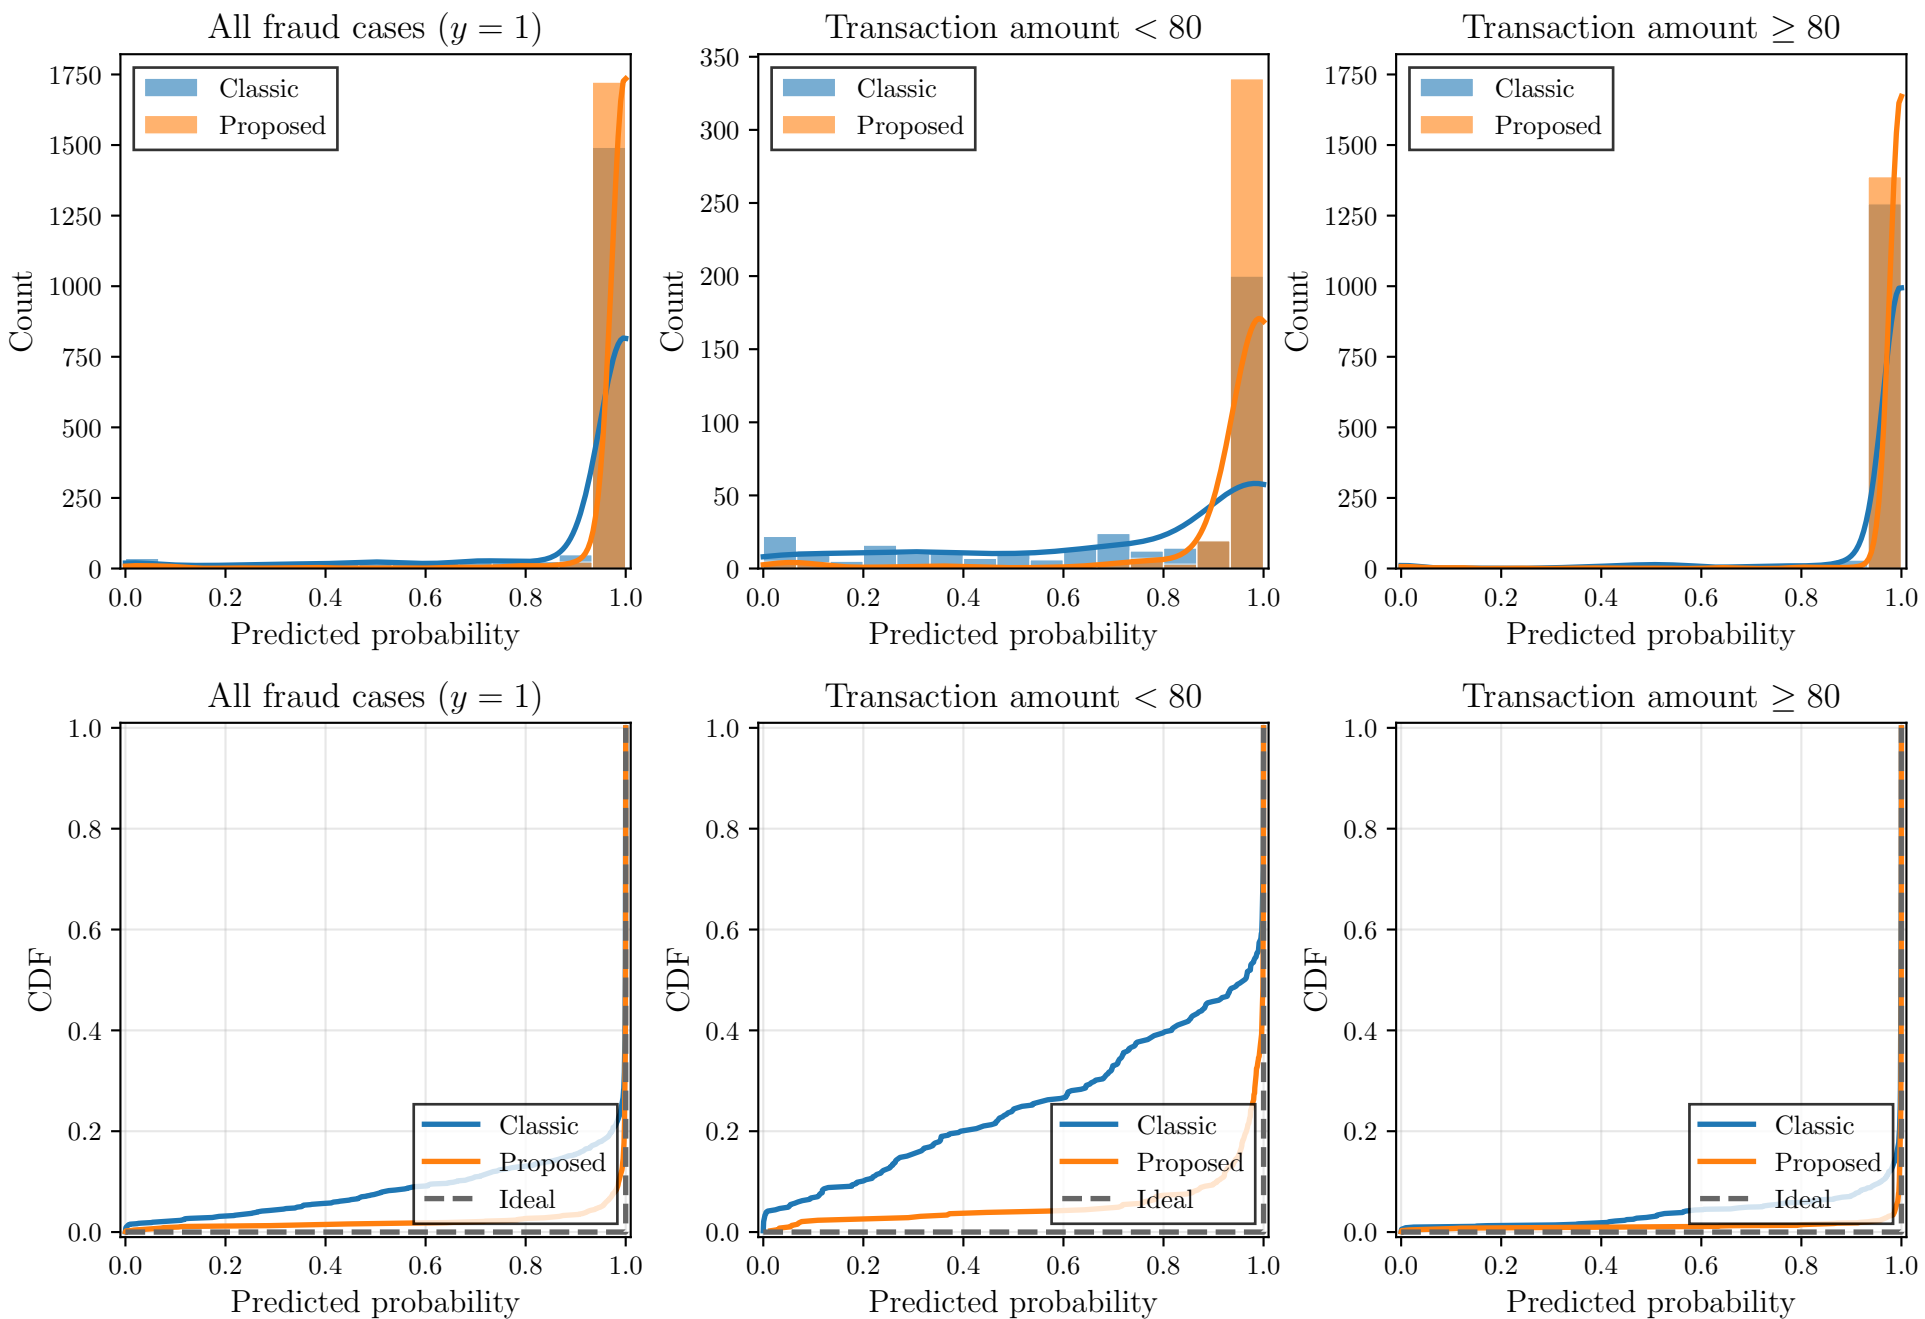 All fraud cases (y = 1)
Classic
Proposed
1750
1500
1250
1000
750
500
250
0
Count
0.0 0.2 0.4 0.6 0.8 1.0
Predicted probability
Transaction amount < 80
Classic
Proposed
350
300
250
200
150
100
50
0
Count
0.0 0.2 0.4 0.6 0.8 1.0
Predicted probability
Transaction amount ≥ 80
Classic
Proposed
1750
1500
1250
1000
750
500
250
0
Count
0.0 0.2 0.4 0.6 0.8 1.0
Predicted probability
All fraud cases (y = 1)
1.0
0.8
0.6
0.4
0.2
0.0
CDF
Classic
Proposed
Ideal
0.0 0.2 0.4 0.6 0.8 1.0
Predicted probability
Transaction amount < 80
1.0
0.8
0.6
0.4
0.2
0.0
CDF
Classic
Proposed
Ideal
0.0 0.2 0.4 0.6 0.8 1.0
Predicted probability
Transaction amount ≥ 80
1.0
0.8
0.6
0.4
0.2
0.0
CDF
Classic
Proposed
Ideal
0.0 0.2 0.4 0.6 0.8 1.0
Predicted probability